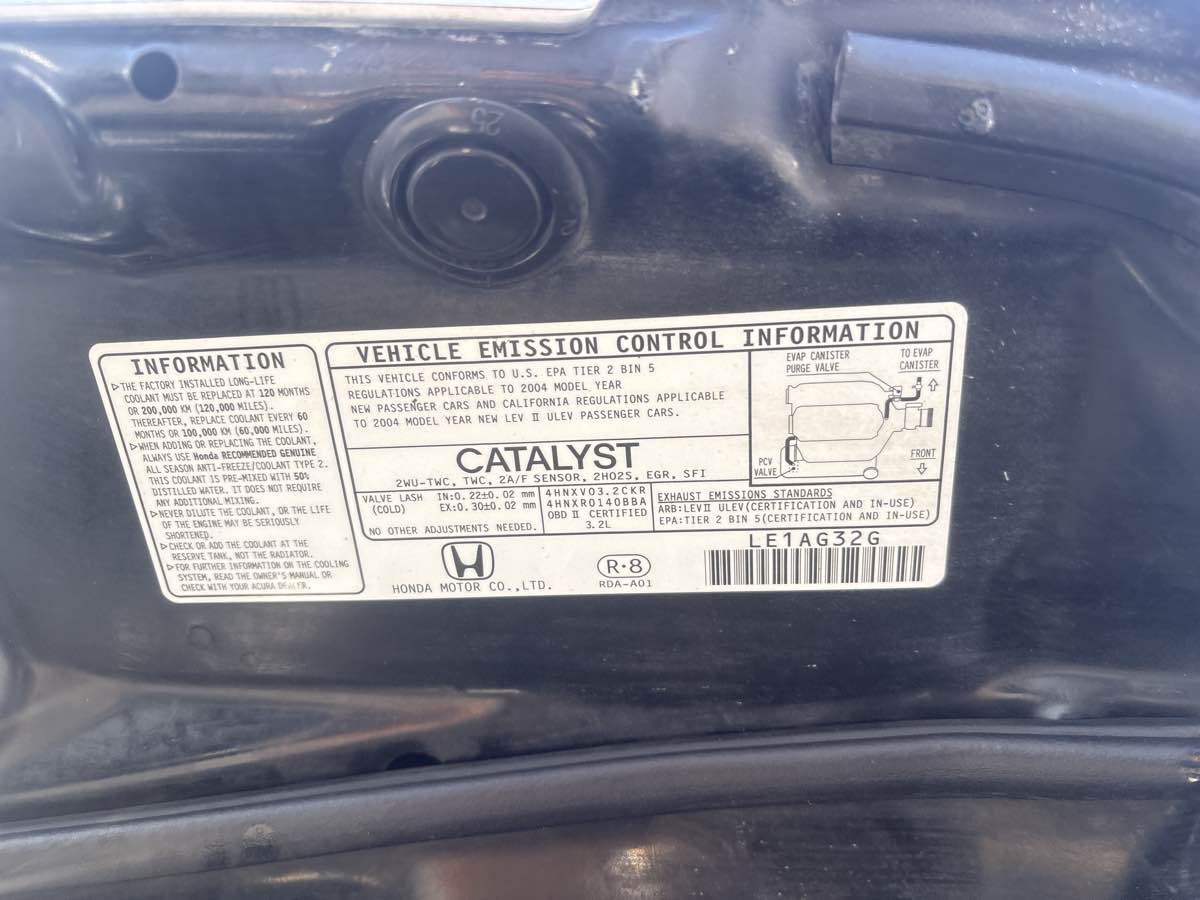 25
INFORMATION
▷THE FACTORY INSTALLED LONG-LIFE
COOLANT MUST BE REPLACED AT 120 MONTHS
OR 200,000 KM (120,000 MILES).
THEREAFTER, REPLACE COOLANT EVERY 60
MONTHS OR 100,000 KM (60,000 MILES).
▷WHEN ADDING OR REPLACING THE COOLANT,
ALWAYS USE Honda RECOMMENDED GENUINE
ALL SEASON ANTI-FREEZE/COOLANT TYPE 2.
THIS COOLANT IS PRE-MIXED WITH 50%
DISTILLED WATER. IT DOES NOT REQUIRE
ANY ADDITIONAL MIXING.
▷NEVER DILUTE THE COOLANT, OR THE LIFE
OF THE ENGINE MAY BE SERIOUSLY
SHORTENED.
▷CHECK OR ADD THE COOLANT AT THE
RESERVE TANK, NOT THE RADIATOR.
▷FOR FURTHER INFORMATION ON THE COOLING
SYSTEM, READ THE OWNER'S MANUAL OR
CHECK WITH YOUR ACURA DEALER.
VEHICLE EMISSION CONTROL INFORMATION
THIS VEHICLE CONFORMS TO U.S. EPA TIER 2 BIN 5
REGULATIONS APPLICABLE TO 2004 MODEL YEAR
NEW PASSENGER CARS AND CALIFORNIA REGULATIONS APPLICABLE
TO 2004 MODEL YEAR NEW LEV II ULEV PASSENGER CARS.
EVAP CANISTER
PURGE VALVE
TO EVAP
CANISTER
PCV
VALVE
FRONT
CATALYST
2WU-TWC, TWC, 2A/F SENSOR, 2HO2S, EGR, SFI
VALVE LASH
(COLD)
IN:0.22±0.02 mm
EX:0.30±0.02 mm
NO OTHER ADJUSTMENTS NEEDED.
4HNXV03.2CKR
4HNXR0140BBA
OBD II CERTIFIED
3.2L
EXHAUST EMISSIONS STANDARDS
ARB:LEVII ULEV(CERTIFICATION AND IN-USE)
EPA:TIER 2 BIN 5(CERTIFICATION AND IN-USE)
HONDA MOTOR CO.,LTD.
R·8
RDA-A01
LE1AG32G